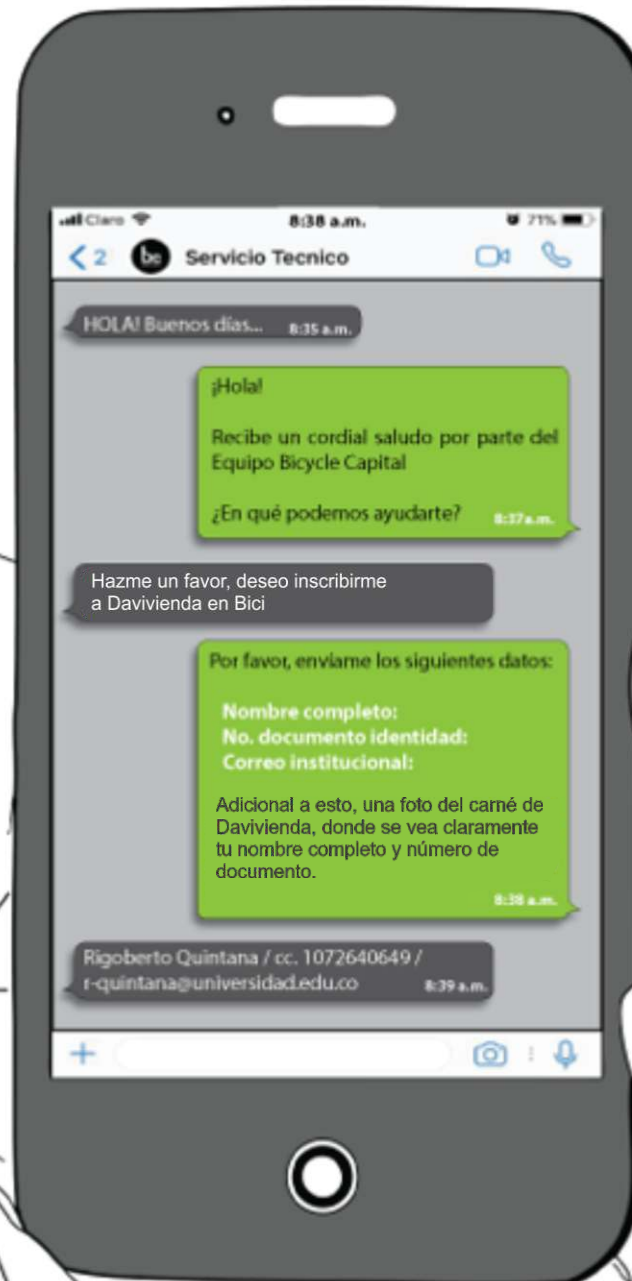 Claro
8:38 a.m.
71%
2
be
Servicio Tecnico
HOLA! Buenos días...
8:35 a.m.
¡Hola!
Recibe un cordial saludo por parte del
Equipo Bicycle Capital
¿En qué podemos ayudarte?
8:37a.m.
Hazme un favor, deseo inscribirme
a Davivienda en Bici
Por favor, enviame los siguientes datos:
Nombre completo:
No. documento identidad:
Correo institucional:
Adicional a esto, una foto del carné de
Davivienda, donde se vea claramente
tu nombre completo y número de
documento.
8:38 a.m.
Rigoberto Quintana / cc. 1072640649 /
r-quintana@universidad.edu.co
8:39 a.m.